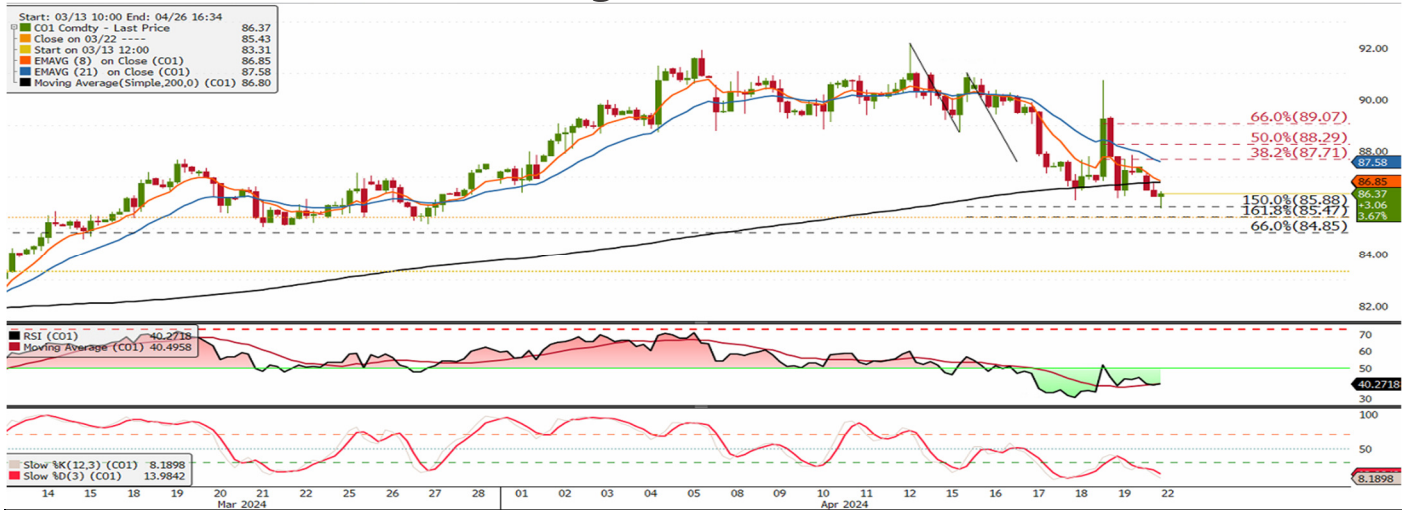 Start: 03/13 10:00 End: 04/26 16:34
CO1 Comdty - Last Price 86.37
Close on 03/22 ---- 85.43
Start on 03/13 12:00 83.31
EMAVG (8) on Close (CO1) 86.85
EMAVG (21) on Close (CO1) 87.58
Moving Average(Simple,200,0) (CO1) 86.80
92.00
90.00
66.0%(89.07)
50.0%(88.29)
88.00
38.2%(87.71)
87.58
86.85
86.37
+3.06
3.67%
150.0%(85.88)
161.8%(85.47)
66.0%(84.85)
84.00
82.00
RSI (CO1) 40.2718
Moving Average (CO1) 40.4958
70
60
50
40.2718
30
100
50
Slow %K(12,3) (CO1) 8.1898
Slow %D(3) (CO1) 13.9842
8.1898
14 15 18 19 20 21 22 25 26 27 28 01 02 03 04 05 08 09 10 11 12 15 16 17 18 19 22
Mar 2024 Apr 2024